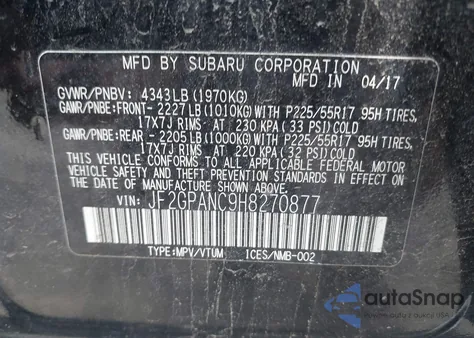 MFD BY SUBARU CORPORATION
MFD IN 04/17
GVWR/PNBV: 4343LB (1970KG)
GAWR/PNBE:FRONT- 2227LB (1010KG) WITH P225/55R17 95H TIRES,
17X7J RIMS AT 230 KPA (33 PSI) COLD
GAWR/PNBE:REAR - 2205LB (1000KG) WITH P225/55R17 95H TIRES,
17X7J RIMS AT 220 KPA (32 PSI) COLD
THIS VEHICLE CONFORMS TO ALL APPLICABLE FEDERAL MOTOR
VEHICLE SAFETY STANDARDS IN EFFECT ON THE
DATE OF MANUFACTURE SHOWN ABOVE.
VIN: JF2GPANC9H8270877
TYPE:MPV/VTUM ICES/NMB-002
autoSnap